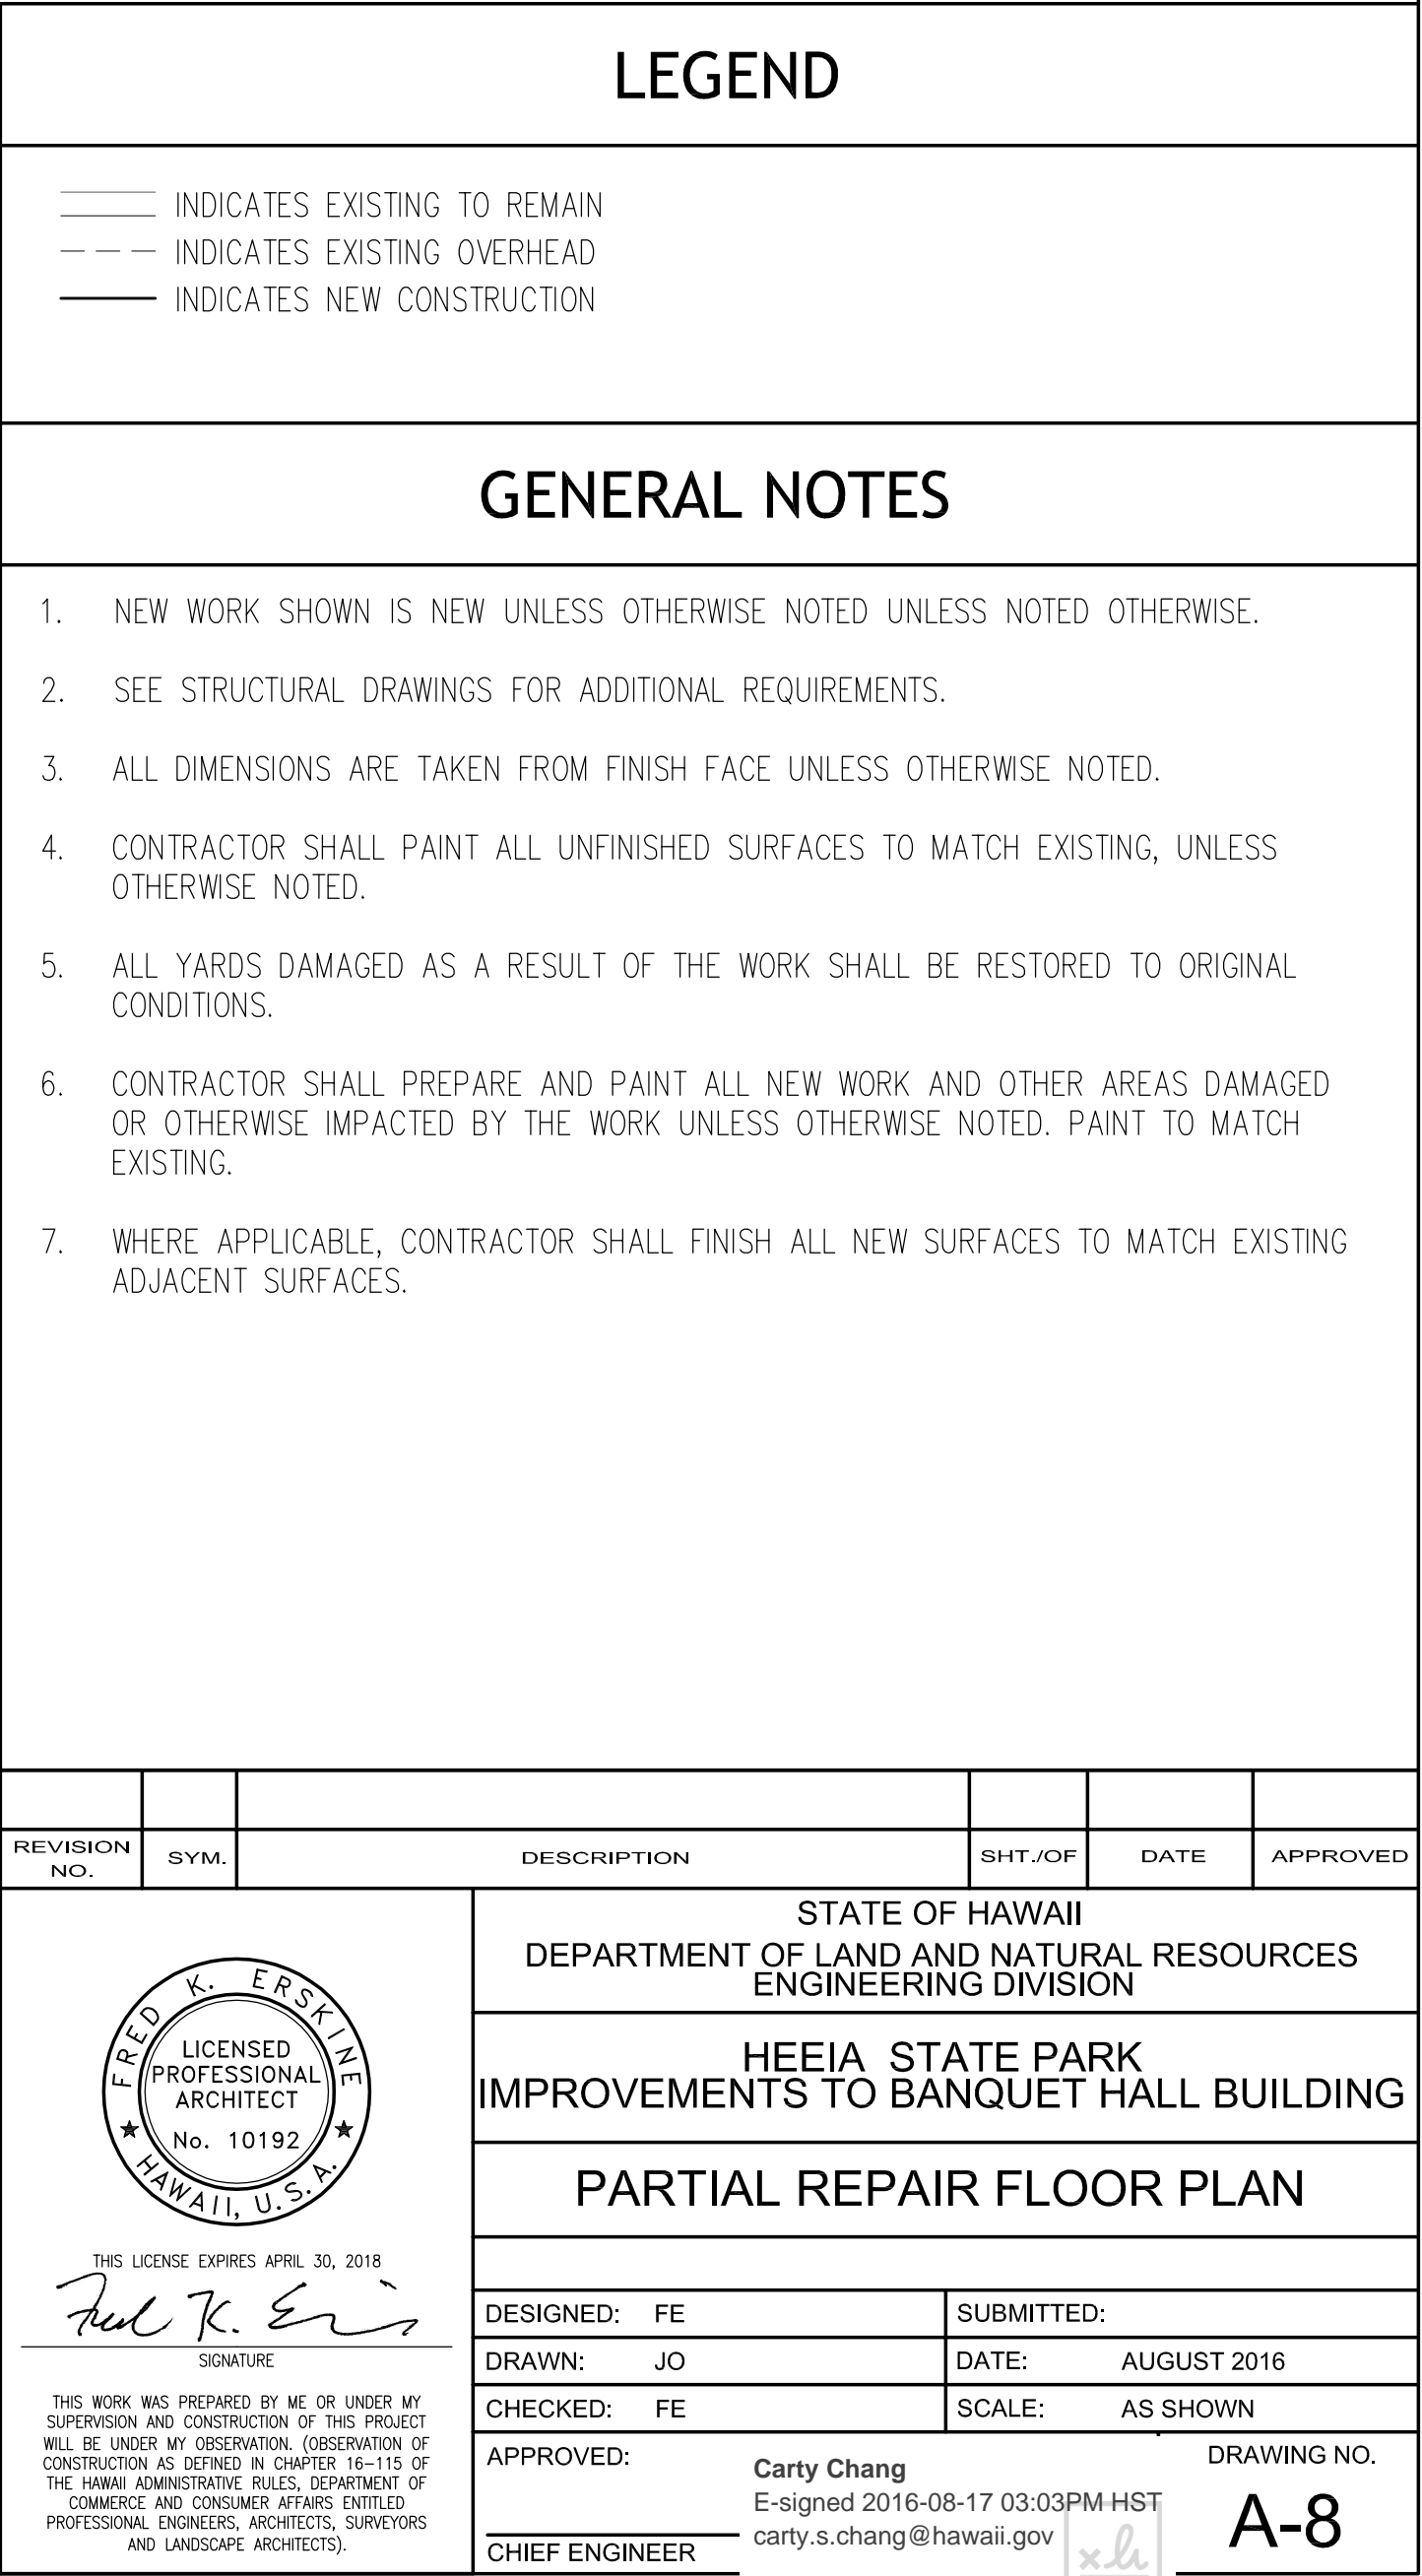 LEGEND
INDICATES EXISTING TO REMAIN
INDICATES EXISTING OVERHEAD
INDICATES NEW CONSTRUCTION
GENERAL NOTES
1. NEW WORK SHOWN IS NEW UNLESS OTHERWISE NOTED UNLESS NOTED OTHERWISE.
2. SEE STRUCTURAL DRAWINGS FOR ADDITIONAL REQUIREMENTS.
3. ALL DIMENSIONS ARE TAKEN FROM FINISH FACE UNLESS OTHERWISE NOTED.
4. CONTRACTOR SHALL PAINT ALL UNFINISHED SURFACES TO MATCH EXISTING, UNLESS
OTHERWISE NOTED.
5. ALL YARDS DAMAGED AS A RESULT OF THE WORK SHALL BE RESTORED TO ORIGINAL
CONDITIONS.
6. CONTRACTOR SHALL PREPARE AND PAINT ALL NEW WORK AND OTHER AREAS DAMAGED
OR OTHERWISE IMPACTED BY THE WORK UNLESS OTHERWISE NOTED. PAINT TO MATCH
EXISTING.
7. WHERE APPLICABLE, CONTRACTOR SHALL FINISH ALL NEW SURFACES TO MATCH EXISTING
ADJACENT SURFACES.
REVISION
NO.
SYM.
DESCRIPTION
SHT./OF
DATE
APPROVED
FRED K. ERSKINE
LICENSED
PROFESSIONAL
ARCHITECT
No. 10192
HAWAII, U.S.A.
THIS LICENSE EXPIRES APRIL 30, 2018
Fred K. Er
SIGNATURE
THIS WORK WAS PREPARED BY ME OR UNDER MY
SUPERVISION AND CONSTRUCTION OF THIS PROJECT
WILL BE UNDER MY OBSERVATION. (OBSERVATION OF
CONSTRUCTION AS DEFINED IN CHAPTER 16-115 OF
THE HAWAII ADMINISTRATIVE RULES, DEPARTMENT OF
COMMERCE AND CONSUMER AFFAIRS ENTITLED
PROFESSIONAL ENGINEERS, ARCHITECTS, SURVEYORS
AND LANDSCAPE ARCHITECTS).
STATE OF HAWAII
DEPARTMENT OF LAND AND NATURAL RESOURCES
ENGINEERING DIVISION
HEEIA STATE PARK
IMPROVEMENTS TO BANQUET HALL BUILDING
PARTIAL REPAIR FLOOR PLAN
DESIGNED: FE
SUBMITTED:
DRAWN: JO
DATE: AUGUST 2016
CHECKED: FE
SCALE: AS SHOWN
APPROVED:
Carty Chang
E-signed 2016-08-17 03:03PM HST
carty.s.chang@hawaii.gov
CHIEF ENGINEER
DRAWING NO.
A-8